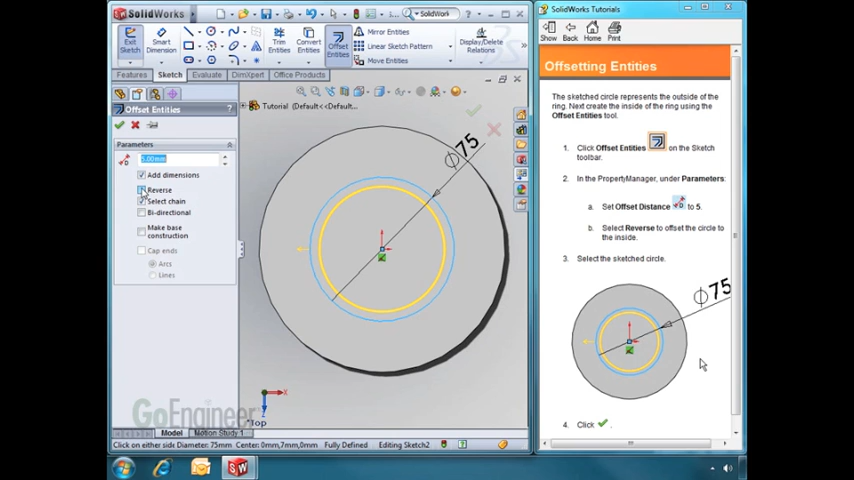 SolidWorks
SolidWorl
Exit
Sketch
Smart
Dimension
Trim
Entities
Convert
Entities
Offset
Entities
Mirror Entities
Linear Sketch Pattern
Move Entities
Display/Delete
Relations
Features
Sketch
Evaluate
DimXpert
Office Products
Offset Entities
?
Parameters
5.00mm
Add dimensions
Reverse
Select chain
Bi-directional
Make base
construction
Cap ends
Arcs
Lines
Tutorial (Default<<Default...
∅75
X
*Top
GoEngineer
Model
Motion Study 1
Click on either side Diameter: 75mm
Center: 0mm,7mm,0mm
Fully Defined
Editing Sketch2
SolidWorks Tutorials
Show
Back
Home
Print
Offsetting Entities
The sketched circle represents the outside of the
ring. Next create the inside of the ring using the
Offset Entities tool.
1. Click Offset Entities on the Sketch
toolbar.
2. In the PropertyManager, under Parameters:
a. Set Offset Distance to 5.
b. Select Reverse to offset the circle to
the inside.
3. Select the sketched circle.
∅75
4. Click .